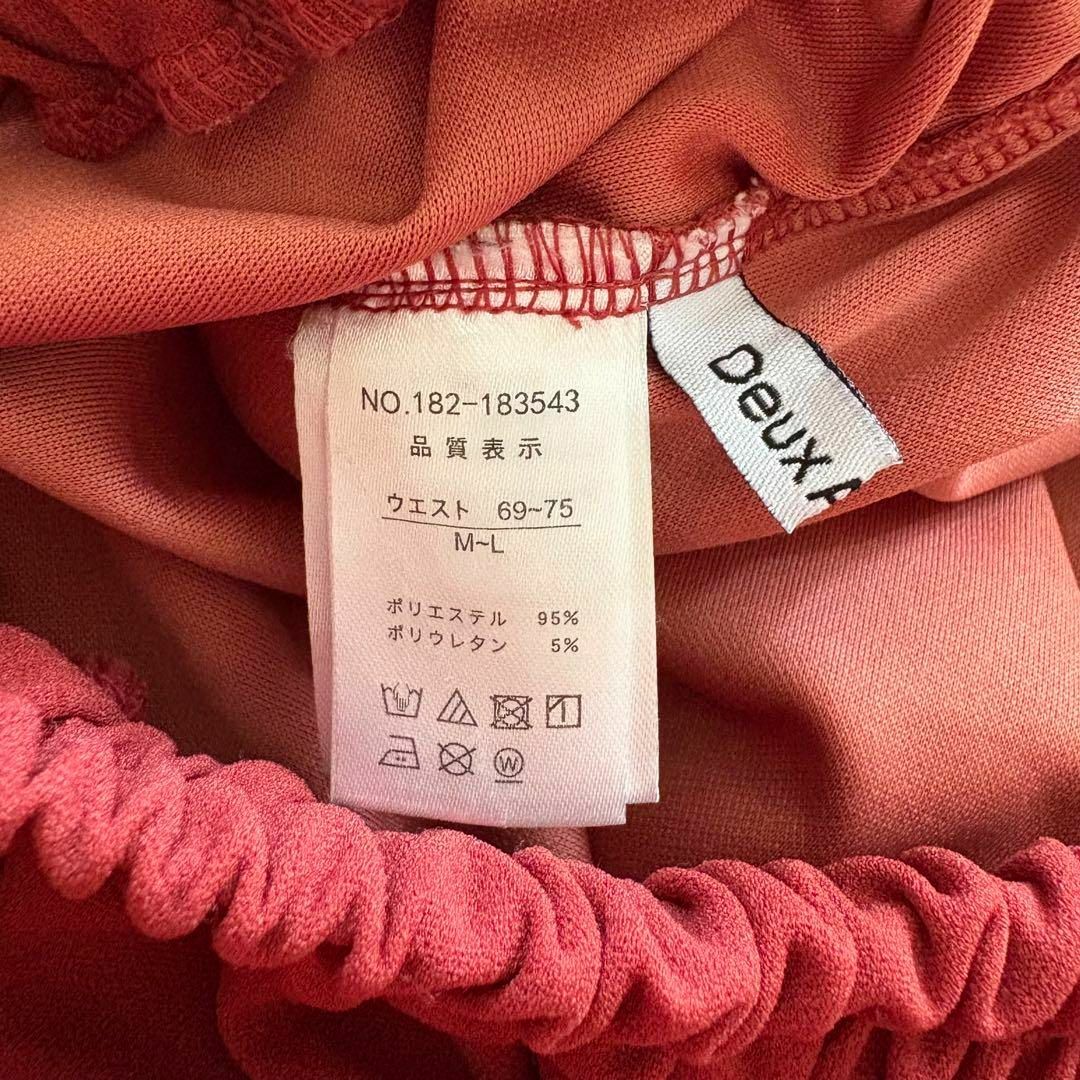 NO.182-183543
品質表示
ウエスト 69~75
M~L
ポリエステル 95%
ポリウレタン 5%
W
Deux